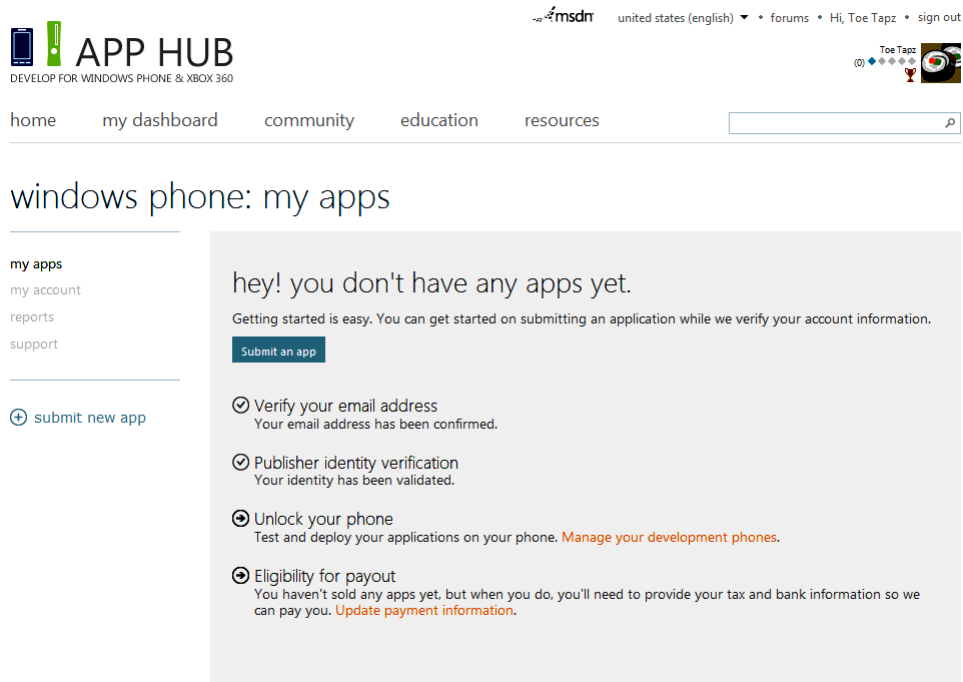 msdn
united states (english) • forums • Hi, Toe Tapz • sign out
APP HUB
DEVELOP FOR WINDOWS PHONE & XBOX 360
Toe Tapz
(0)
home my dashboard community education resources
windows phone: my apps
my apps
my account
reports
support
submit new app
hey! you don't have any apps yet.
Getting started is easy. You can get started on submitting an application while we verify your account information.
Submit an app
Verify your email address
Your email address has been confirmed.
Publisher identity verification
Your identity has been validated.
Unlock your phone
Test and deploy your applications on your phone. Manage your development phones.
Eligibility for payout
You haven't sold any apps yet, but when you do, you'll need to provide your tax and bank information so we
can pay you. Update payment information.